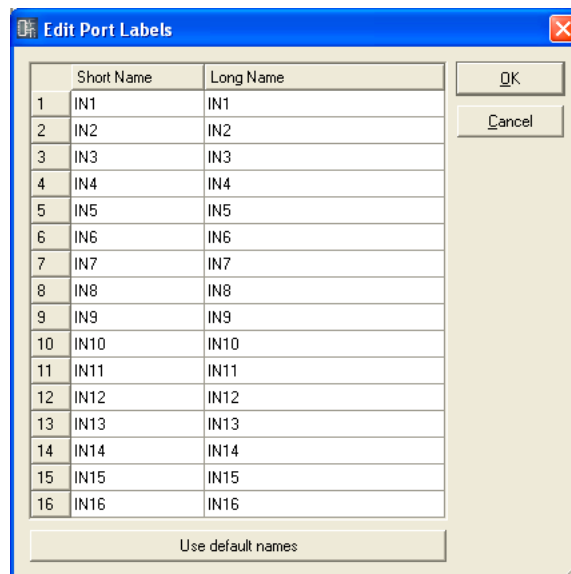 Edit Port Labels
Short Name Long Name
OK
Cancel
1 IN1 IN1
2 IN2 IN2
3 IN3 IN3
4 IN4 IN4
5 IN5 IN5
6 IN6 IN6
7 IN7 IN7
8 IN8 IN8
9 IN9 IN9
10 IN10 IN10
11 IN11 IN11
12 IN12 IN12
13 IN13 IN13
14 IN14 IN14
15 IN15 IN15
16 IN16 IN16
Use default names